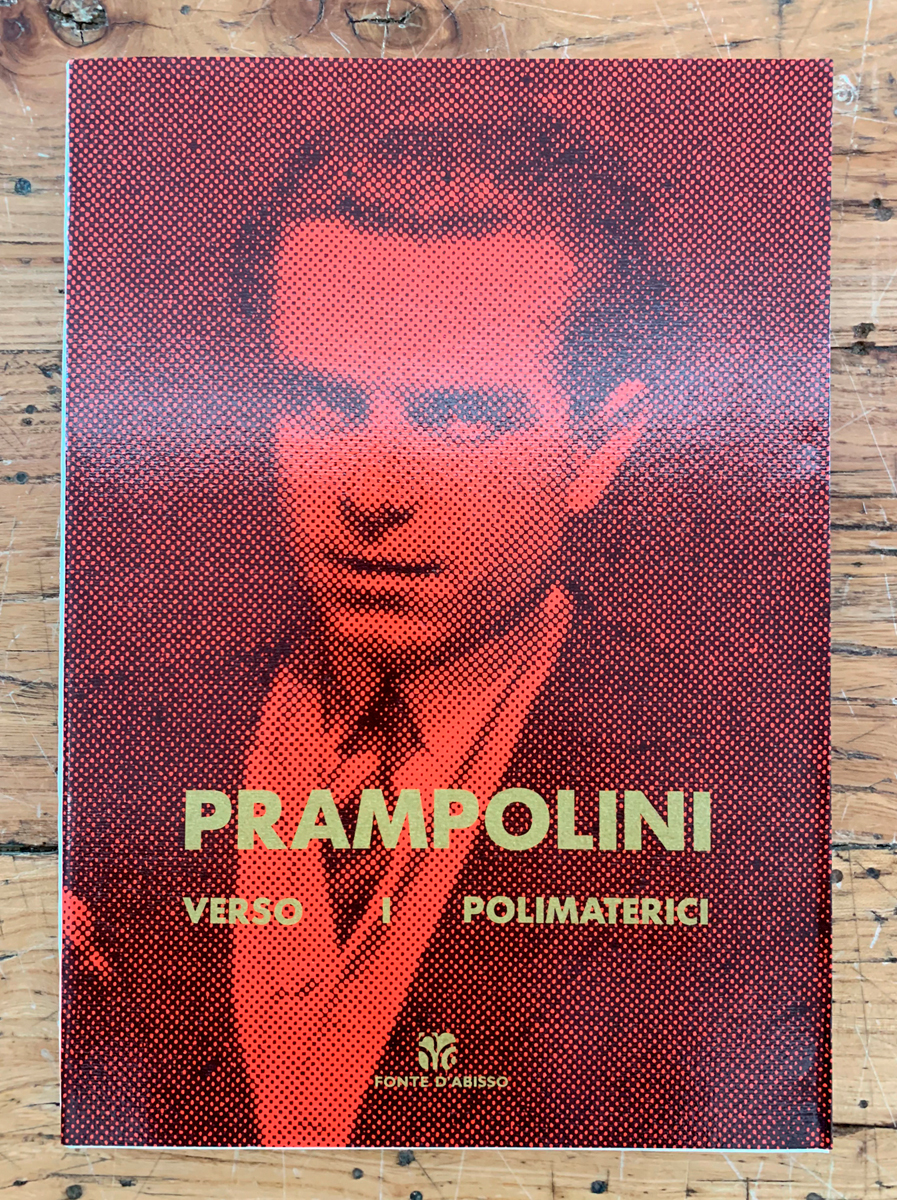 PRAMPOLINI
VERSO I POLIMATERICI
FONTE D'ABISSO